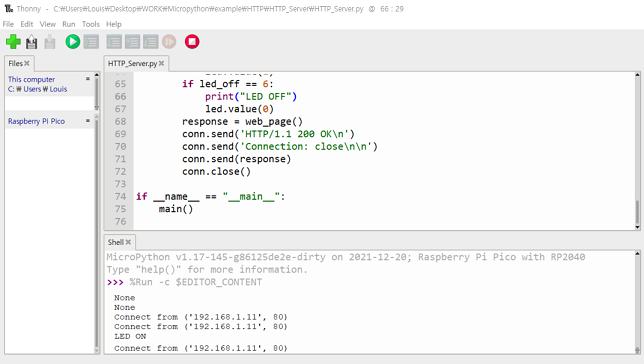 Thonny - C:₩Users₩Louis₩Desktop₩WORK₩Micropython₩example₩HTTP₩HTTP_Server₩HTTP_Server.py @ 66 : 29
File Edit View Run Tools Help
Files
This computer
C: ₩ Users ₩ Louis
Raspberry Pi Pico
HTTP_Server.py
65 if led_off == 6:
66 print("LED OFF")
67 led.value(0)
68 response = web_page()
69 conn.send('HTTP/1.1 200 OK\n')
70 conn.send('Connection: close\n\n')
71 conn.send(response)
72 conn.close()
73
74 if __name__ == "__main__":
75 main()
76
Shell
MicroPython v1.17-145-g86125de2e-dirty on 2021-12-20; Raspberry Pi Pico with RP2040
Type "help()" for more information.
>>> %Run -c $EDITOR_CONTENT
None
None
Connect from ('192.168.1.11', 80)
Connect from ('192.168.1.11', 80)
LED ON
Connect from ('192.168.1.11', 80)